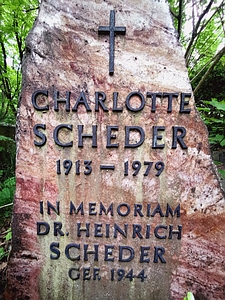 CHARLOTTE
SCHEDER
1913 - 1979
IN MEMORIAM
DR. HEINRICH
SCHEDER
GEF. 1944